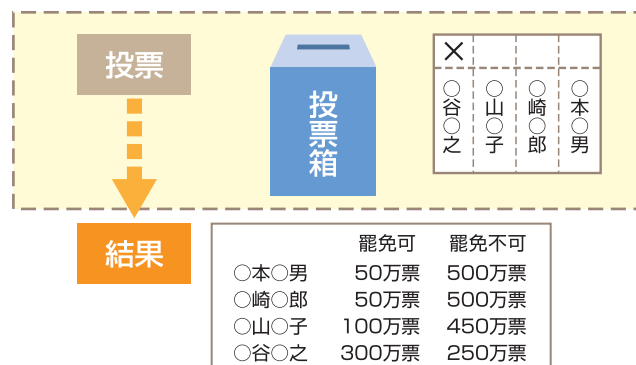 投票
投票箱
×
○本○男
○崎○郎
○山○子
○谷○之
結果
罷免可 罷免不可
○本○男 50万票 500万票
○崎○郎 50万票 500万票
○山○子 100万票 450万票
○谷○之 300万票 250万票